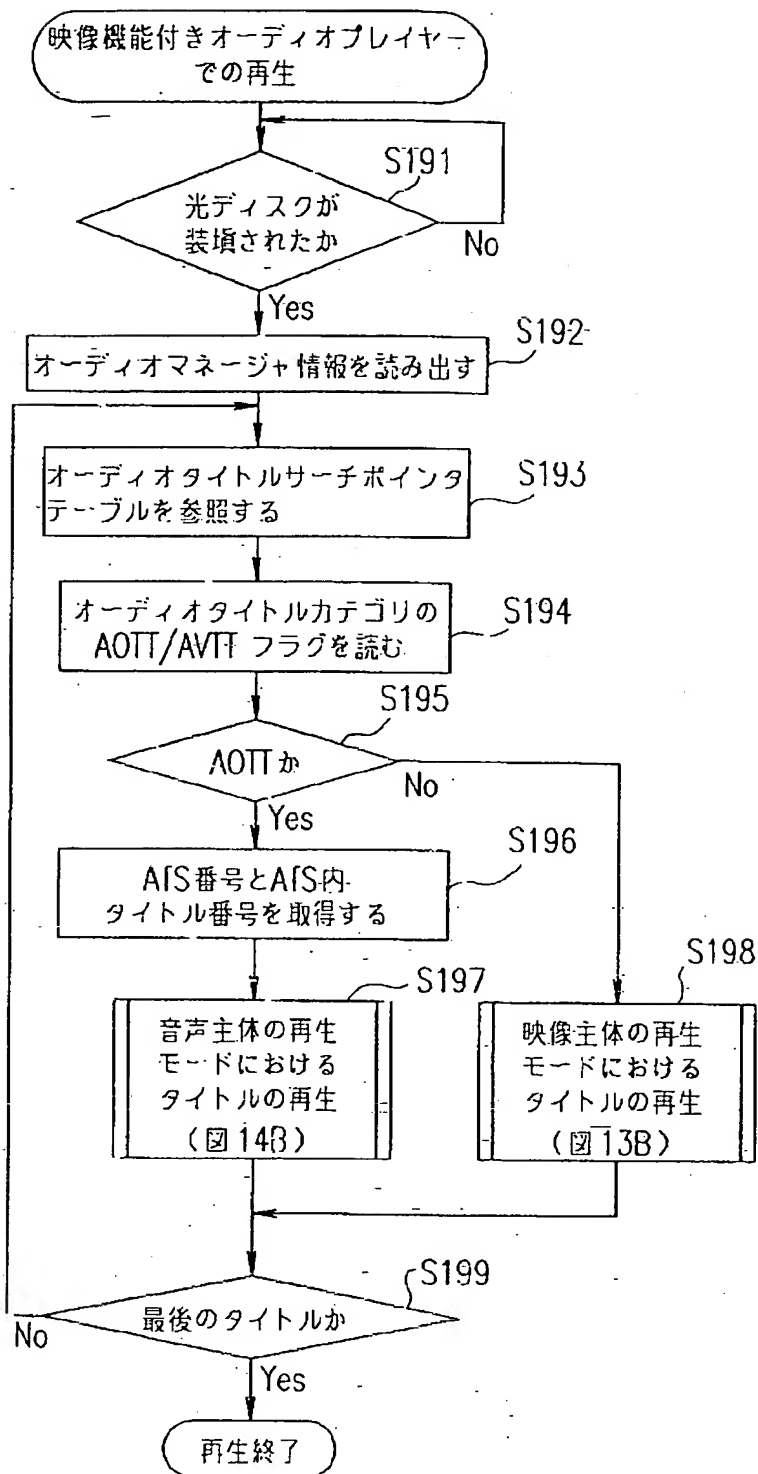 映像機能付きオーディオプレイヤー
での再生
S191
光ディスクが
装填されたか
No
Yes
S192
オーディオマネージャ情報を読み出す
S193
オーディオタイトルサーチポインタ
テーブルを参照する
S194
オーディオタイトルカテゴリの
AOTT/AVTT フラグを読む
S195
AOTTか
No
Yes
S196
ATS番号とATS内
タイトル番号を取得する
S197
音声主体の再生
モードにおける
タイトルの再生
(図14B)
S198
映像主体の再生
モードにおける
タイトルの再生
(図13B)
S199
最後のタイトルか
No
Yes
再生終了